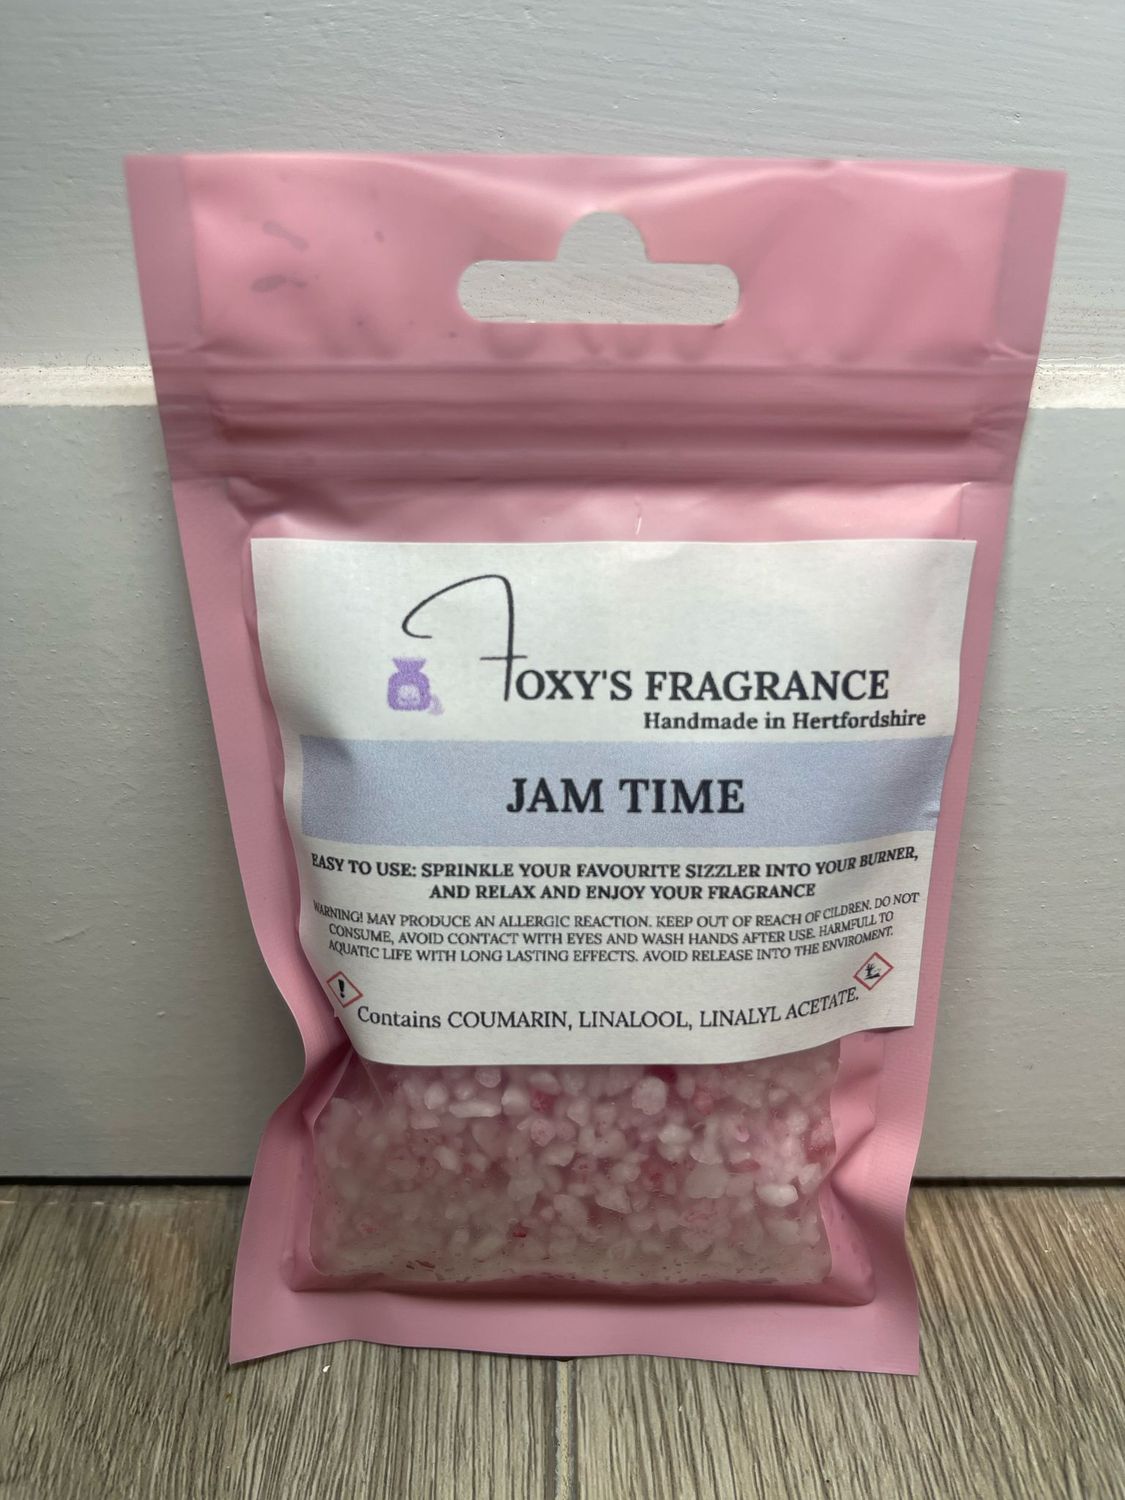 FOXY'S FRAGRANCE
Handmade in Hertfordshire
JAM TIME
EASY TO USE: SPRINKLE YOUR FAVOURITE SIZZLER INTO YOUR BURNER,
AND RELAX AND ENJOY YOUR FRAGRANCE
WARNING! MAY PRODUCE AN ALLERGIC REACTION. KEEP OUT OF REACH OF CILDREN. DO NOT
CONSUME, AVOID CONTACT WITH EYES AND WASH HANDS AFTER USE. HARMFULL TO
AQUATIC LIFE WITH LONG LASTING EFFECTS. AVOID RELEASE INTO THE ENVIROMENT.
Contains COUMARIN, LINALOOL, LINALYL ACETATE.